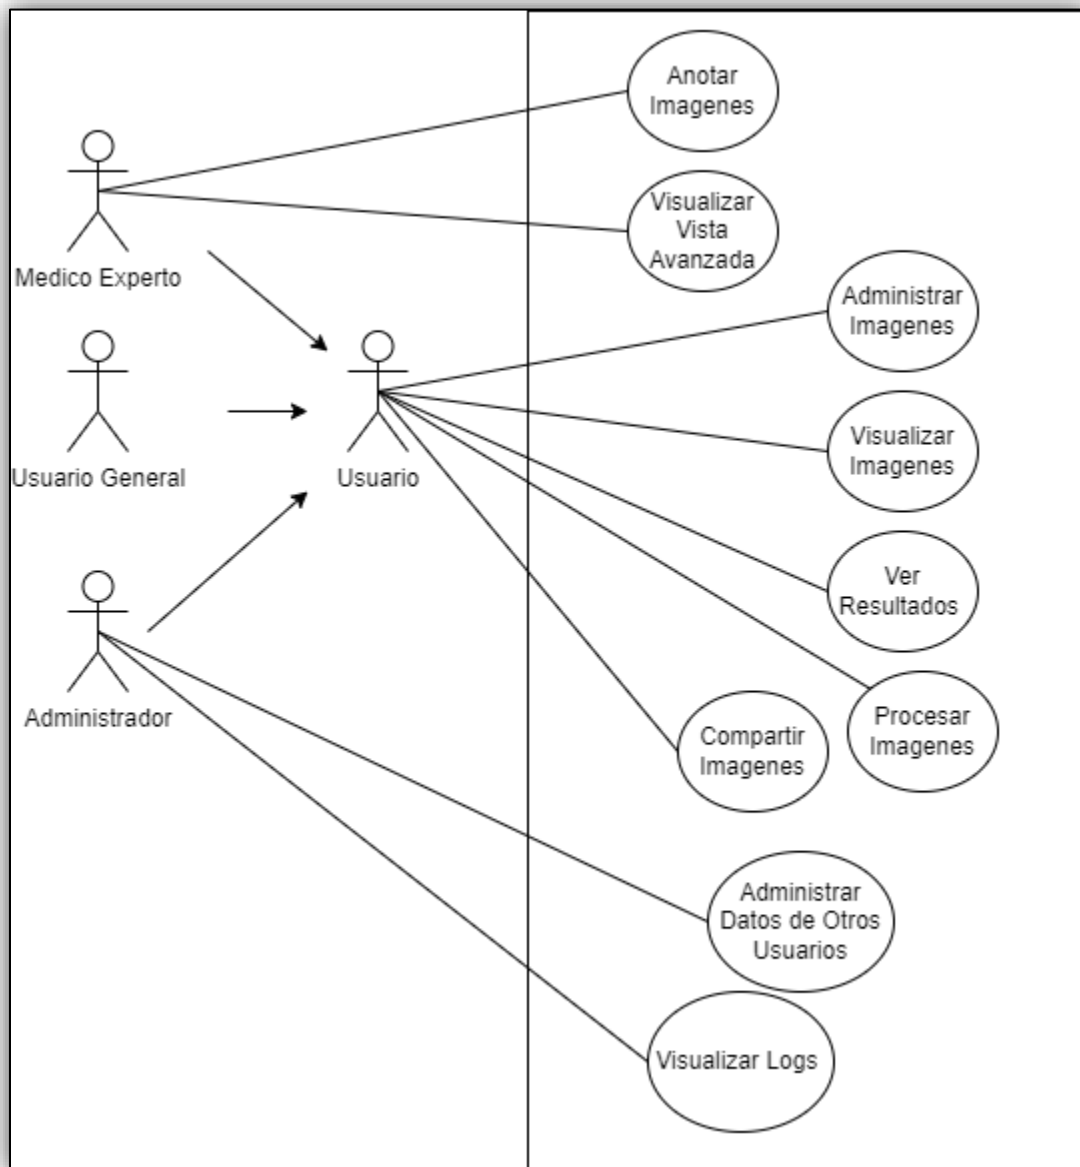 Anotar
Imagenes
Visualizar
Vista
Avanzada
Medico Experto
Administrar
Imagenes
Usuario General
Usuario
Visualizar
Imagenes
Ver
Resultados
Administrador
Procesar
Imagenes
Compartir
Imagenes
Administrar
Datos de Otros
Usuarios
Visualizar Logs